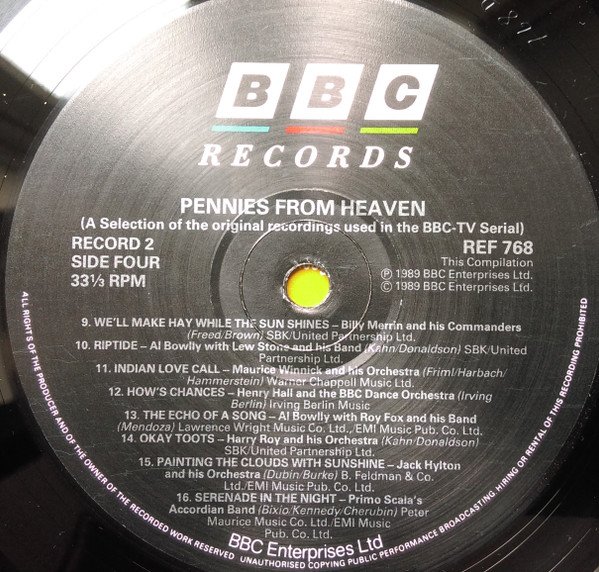 BBC
RECORDS
PENNIES FROM HEAVEN
(A Selection of the original recordings used in the BBC-TV Serial)
RECORD 2
SIDE FOUR
33⅓ RPM
REF 768
This Compilation
Ⓟ 1989 BBC Enterprises Ltd.
© 1989 BBC Enterprises Ltd.
9. WE'LL MAKE HAY WHILE THE SUN SHINES – Billy Merrin and his Commanders
(Freed/Brown) SBK/United Partnership Ltd.
10. RIPTIDE – Al Bowlly with Lew Stone and his Band (Kahn/Donaldson) SBK/United
Partnership Ltd.
11. INDIAN LOVE CALL – Maurice Winnick and his Orchestra (Friml/Harbach/
Hammerstein) Warner Chappell Music Ltd.
12. HOW'S CHANCES – Henry Hall and the BBC Dance Orchestra (Irving
Berlin) Irving Berlin Music Ltd.
13. THE ECHO OF A SONG – Al Bowlly with Roy Fox and his Band
(Mendoza) Lawrence Wright Music Co. Ltd./EMI Music Pub. Co. Ltd.
14. OKAY TOOTS – Harry Roy and his Orchestra (Kahn/Donaldson)
SBK/United Partnership Ltd.
15. PAINTING THE CLOUDS WITH SUNSHINE – Jack Hylton
and his Orchestra (Dubin/Burke) B. Feldman & Co.
Ltd./EMI Music Pub. Co. Ltd.
16. SERENADE IN THE NIGHT – Primo Scala's
Accordian Band (Bixio/Kennedy/Cherubin) Peter
Maurice Music Co. Ltd./EMI Music
Pub. Co. Ltd.
BBC Enterprises Ltd
ALL RIGHTS OF THE PRODUCER AND OF THE OWNER OF THE RECORDED WORK RESERVED UNAUTHORISED COPYING PUBLIC PERFORMANCE BROADCASTING, HIRING OR RENTAL OF THIS RECORDING PROHIBITED